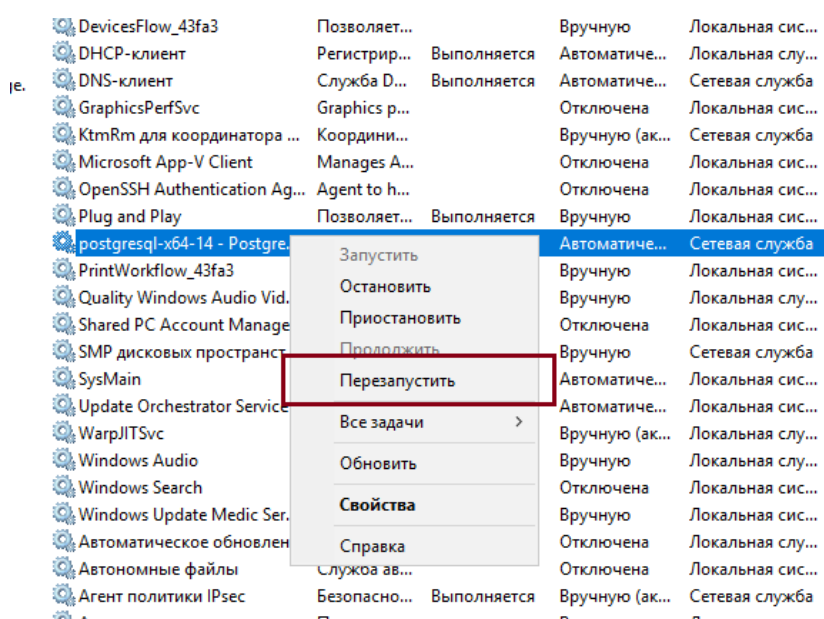 DevicesFlow_43fa3 Позволяет... Вручную Локальная сис...
DHCP-клиент Регистрир... Выполняется Автоматиче... Локальная слу...
ye. DNS-клиент Служба D... Выполняется Автоматиче... Сетевая служба
GraphicsPerfSvc Graphics p... Отключена Локальная сис...
KtmRm для координатора ... Координи... Вручную (ак... Сетевая служба
Microsoft App-V Client Manages A... Отключена Локальная сис...
OpenSSH Authentication Ag... Agent to h... Отключена Локальная сис...
Plug and Play Позволяет... Выполняется Вручную Локальная сис...
postgresql-x64-14 - Postgre. Автоматиче... Сетевая служба
Запустить
PrintWorkflow_43fa3 Вручную Локальная сис...
Остановить
Quality Windows Audio Vid. Вручную Локальная слу...
Приостановить
Shared PC Account Manage Отключена Локальная сис...
Продолжить
SMP дисковых пространст Вручную Сетевая служба
SysMain Перезапустить Автоматиче... Локальная сис...
Update Orchestrator Service Автоматиче... Локальная сис...
Все задачи
WarpJITSvc Вручную (ак... Локальная слу...
Windows Audio Обновить Вручную Локальная слу...
Windows Search Отключена Локальная сис...
Свойства
Windows Update Medic Ser. Вручную Локальная сис...
Автоматическое обновлен Справка Отключена Локальная слу...
Автономные файлы Служба ав... Отключена Локальная сис...
Агент политики IPsec Безопасно... Выполняется Вручную (ак... Сетевая служба